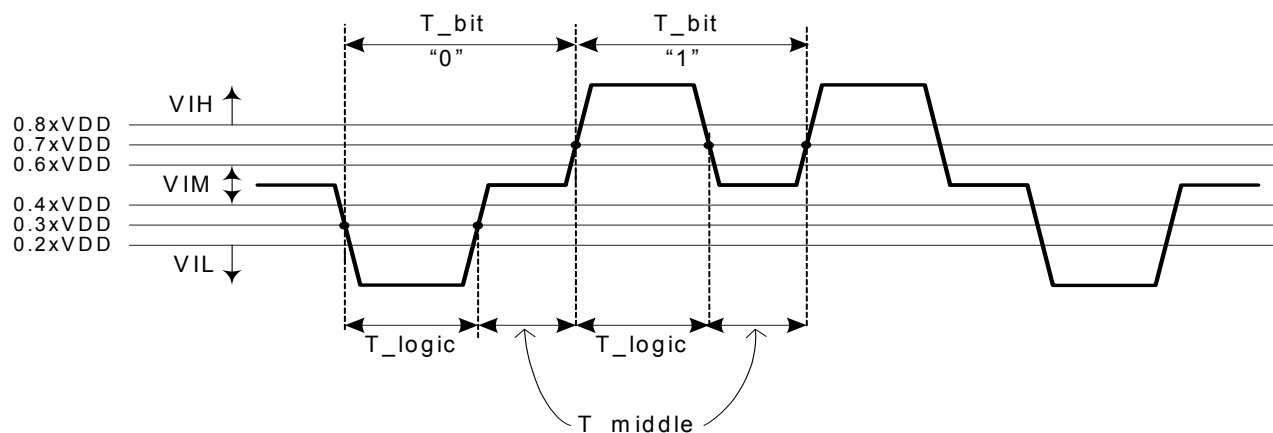 T_bit
T_bit
“0”
“1”
VIH
0.8xVDD
0.7xVDD
0.6xVDD
VIM
0.4xVDD
0.3xVDD
0.2xVDD
VIL
T_logic
T_logic
T_middle